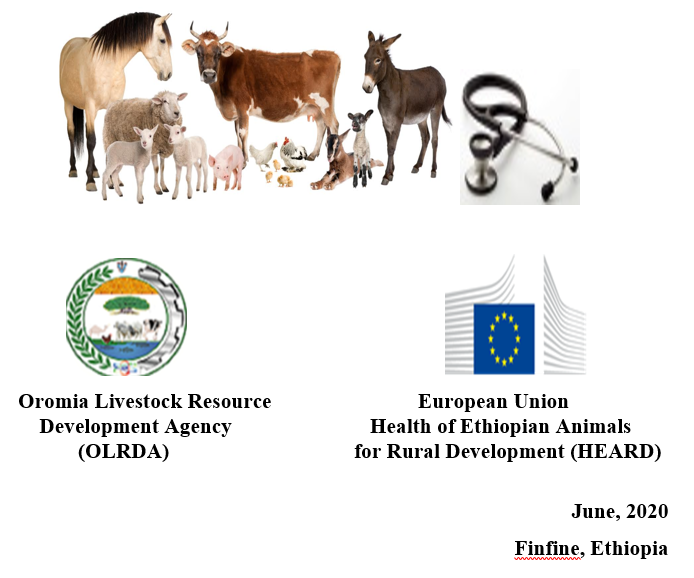 Oromia Livestock Resource
Development Agency
(OLRDA)
European Union
Health of Ethiopian Animals
for Rural Development (HEARD)
June, 2020
Finfine, Ethiopia